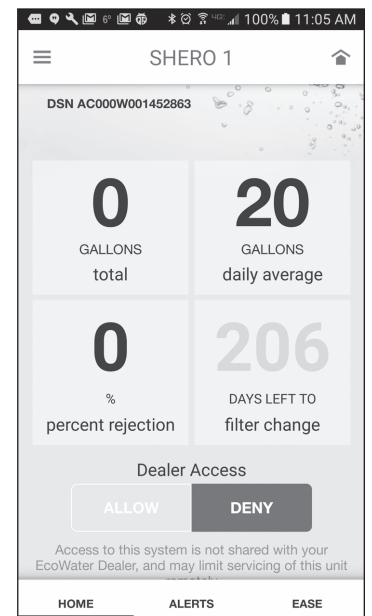 6° 4G 100% 11:05 AM
SHERO 1
DSN AC000W001452863
0 20
GALLONS GALLONS
total daily average
0 206
% DAYS LEFT TO
percent rejection filter change
Dealer Access
ALLOW DENY
Access to this system is not shared with your
EcoWater Dealer, and may limit servicing of this unit
HOME ALERTS EASE